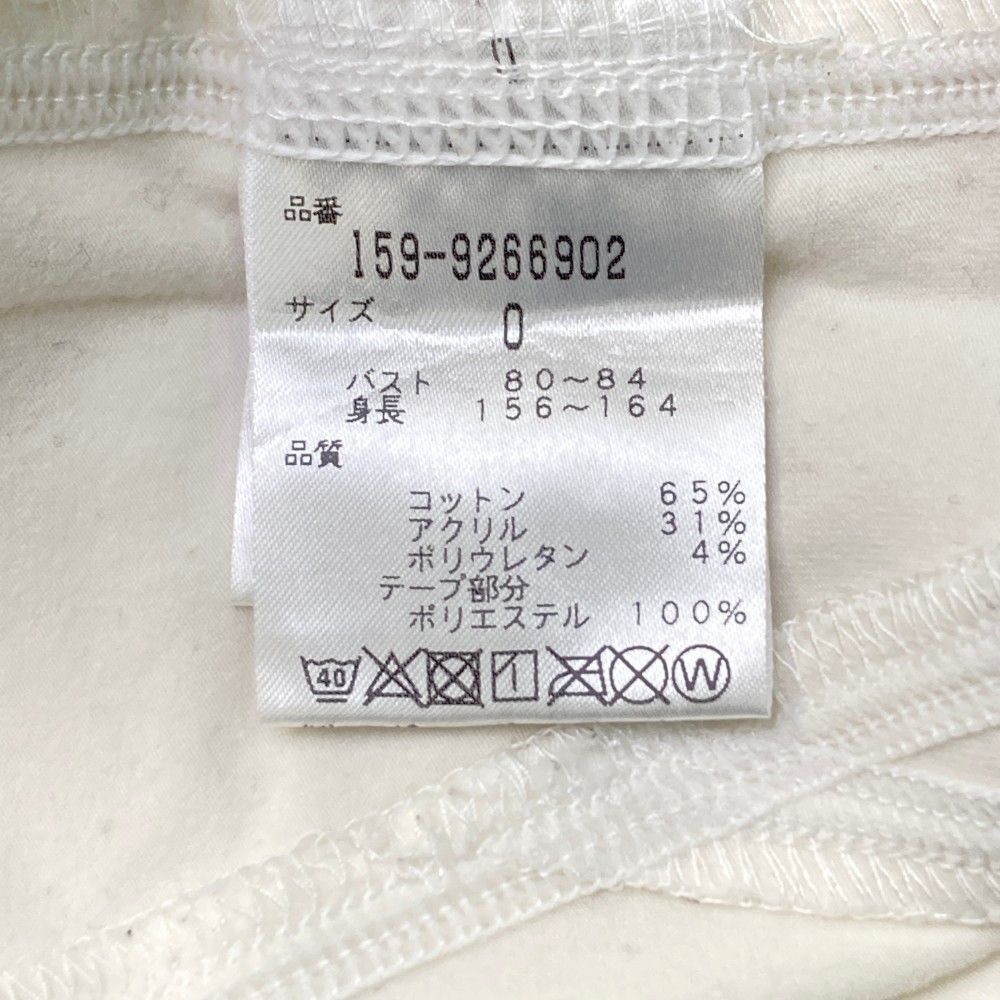 品番
159-9266902
サイズ 0
バスト 80～84
身長 156～164
品質
コットン 65%
アクリル 31%
ポリウレタン 4%
テープ部分
ポリエステル 100%
40 W